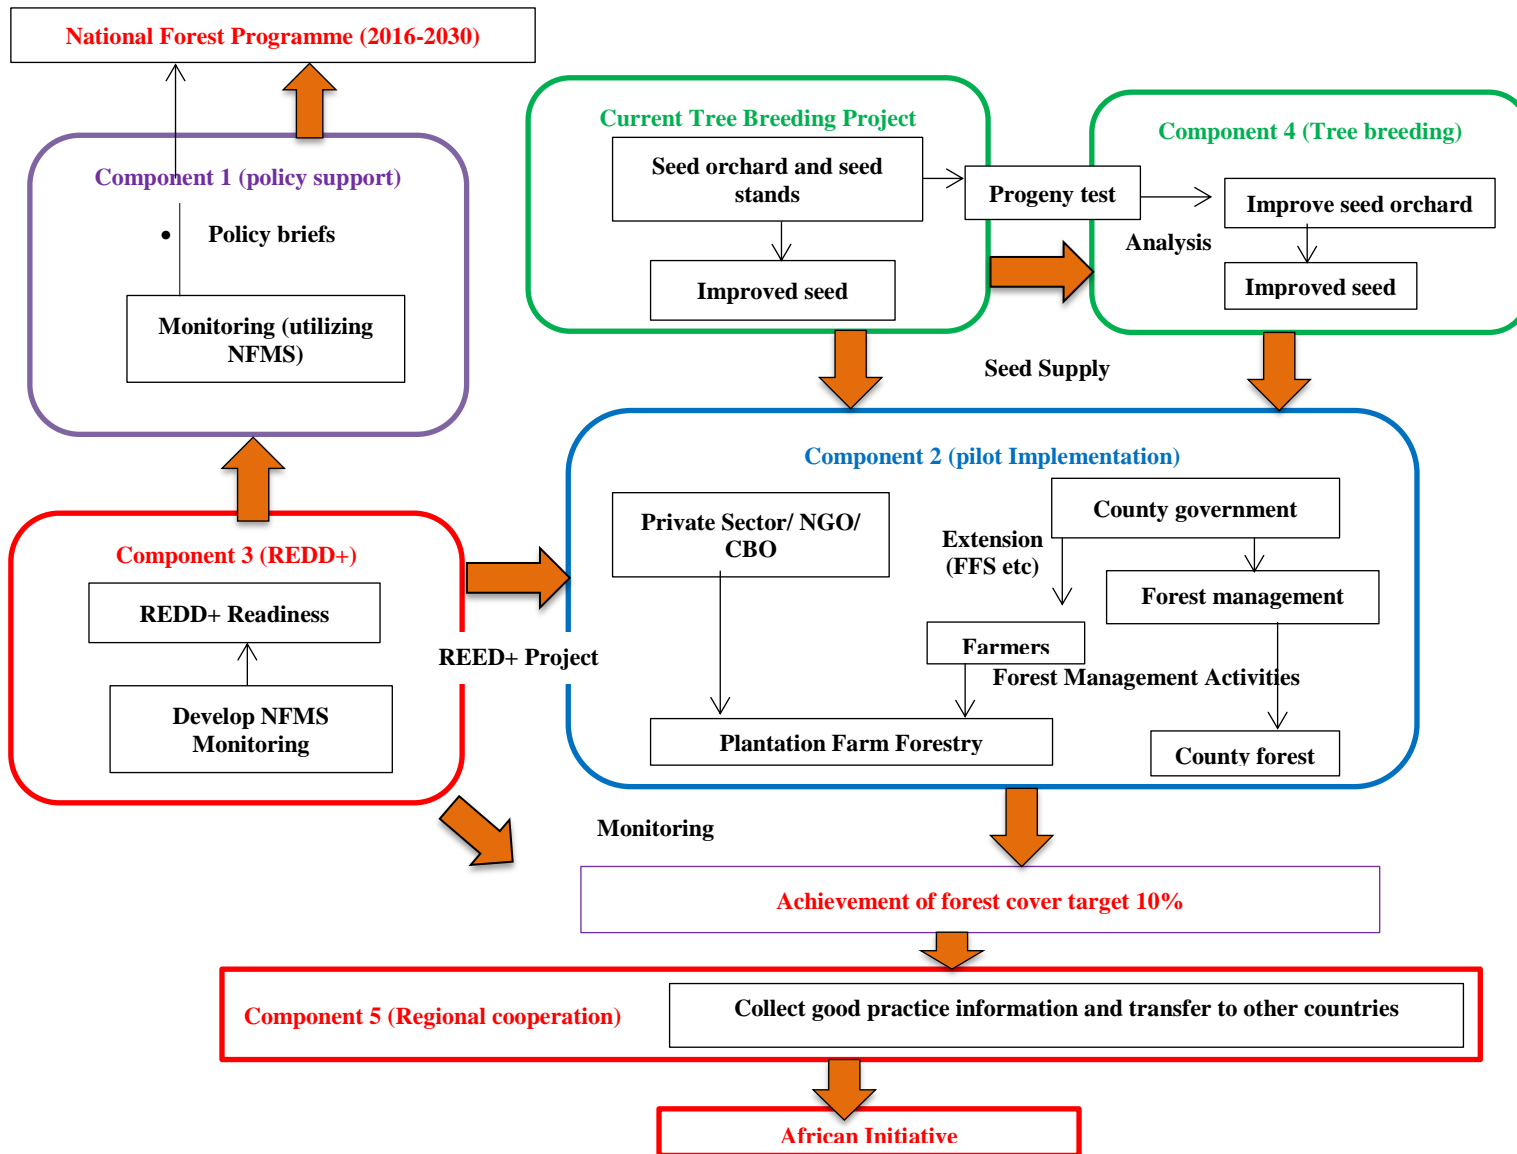 National Forest Programme (2016-2030)
Component 1 (policy support)
• Policy briefs
Monitoring (utilizing
NFMS)
Current Tree Breeding Project
Seed orchard and seed
stands
Improved seed
Progeny test
Component 4 (Tree breeding)
Improve seed orchard
Analysis
Improved seed
Seed Supply
Component 2 (pilot Implementation)
Private Sector/ NGO/
CBO
County government
Extension
(FFS etc)
Forest management
Farmers
Forest Management Activities
Plantation Farm Forestry
County forest
Component 3 (REDD+)
REDD+ Readiness
Develop NFMS
Monitoring
REED+ Project
Monitoring
Achievement of forest cover target 10%
Component 5 (Regional cooperation)
Collect good practice information and transfer to other countries
African Initiative